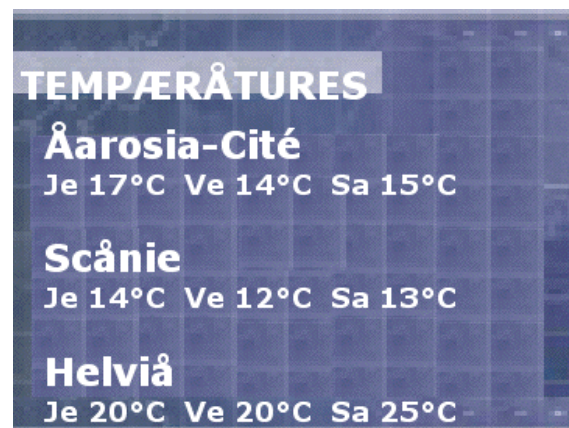 TEMPÆRÅTURES
Åarosia-Cité
Je 17°C Ve 14°C Sa 15°C
Scånie
Je 14°C Ve 12°C Sa 13°C
Helviå
Je 20°C Ve 20°C Sa 25°C